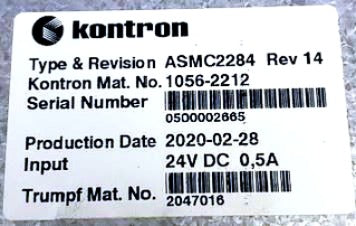 kontron
Type & Revision ASMC2284 Rev 14
Kontron Mat. No. 1056-2212
Serial Number
0500002665
Production Date 2020-02-28
Input 24V DC 0,5A
Trumpf Mat. No.
2047016